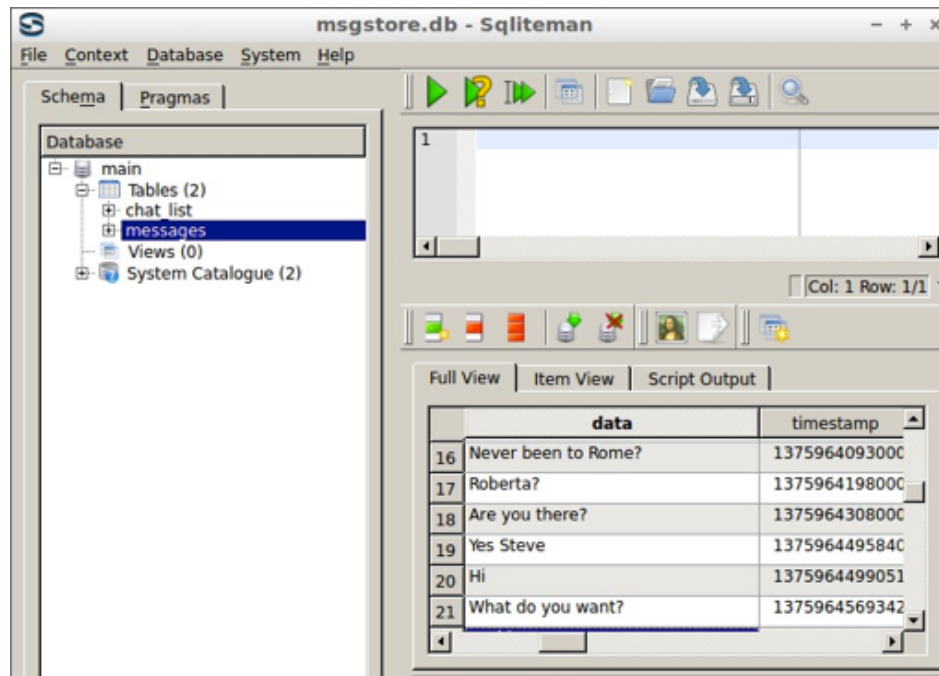 msgstore.db - Sqliteman
File Context Database System Help
Schema Pragmas
Database
main
Tables (2)
chat_list
messages
Views (0)
System Catalogue (2)
1
Col: 1 Row: 1/1
Full View Item View Script Output
data timestamp
16 Never been to Rome? 1375964093000
17 Roberta? 1375964198000
18 Are you there? 1375964308000
19 Yes Steve 1375964495840
20 Hi 1375964499051
21 What do you want? 1375964569342